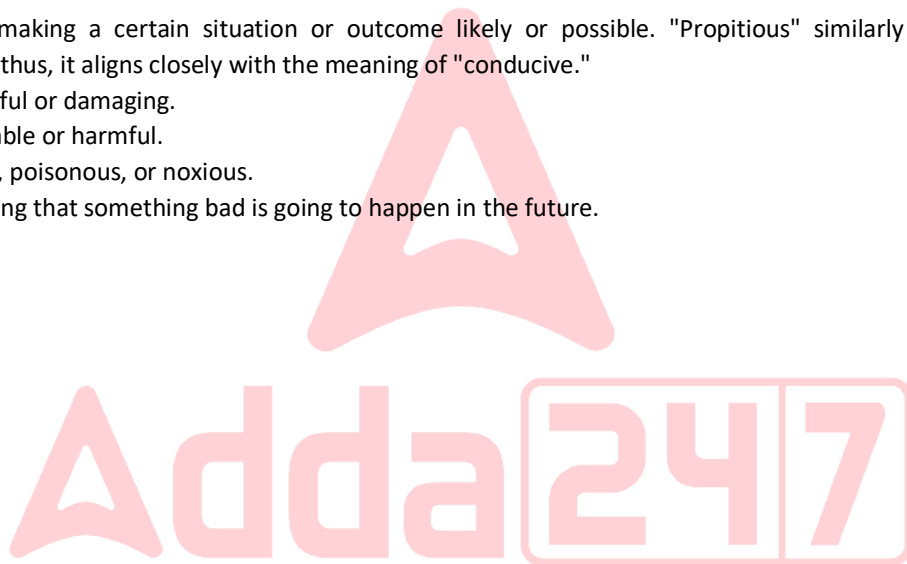 making a certain situation or outcome likely or possible. "Propitious" similarly
thus, it aligns closely with the meaning of "conducive."
ful or damaging.
able or harmful.
, poisonous, or noxious.
ing that something bad is going to happen in the future.
Adda247